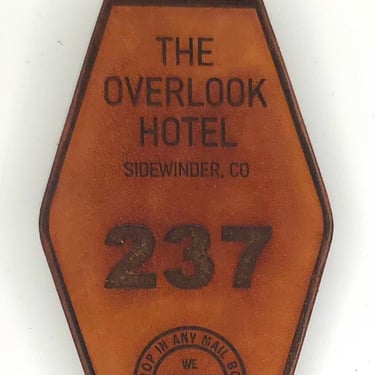 THE
OVERLOOK
HOTEL
SIDEWINDER, CO
237
IN ANY MAIL
WE